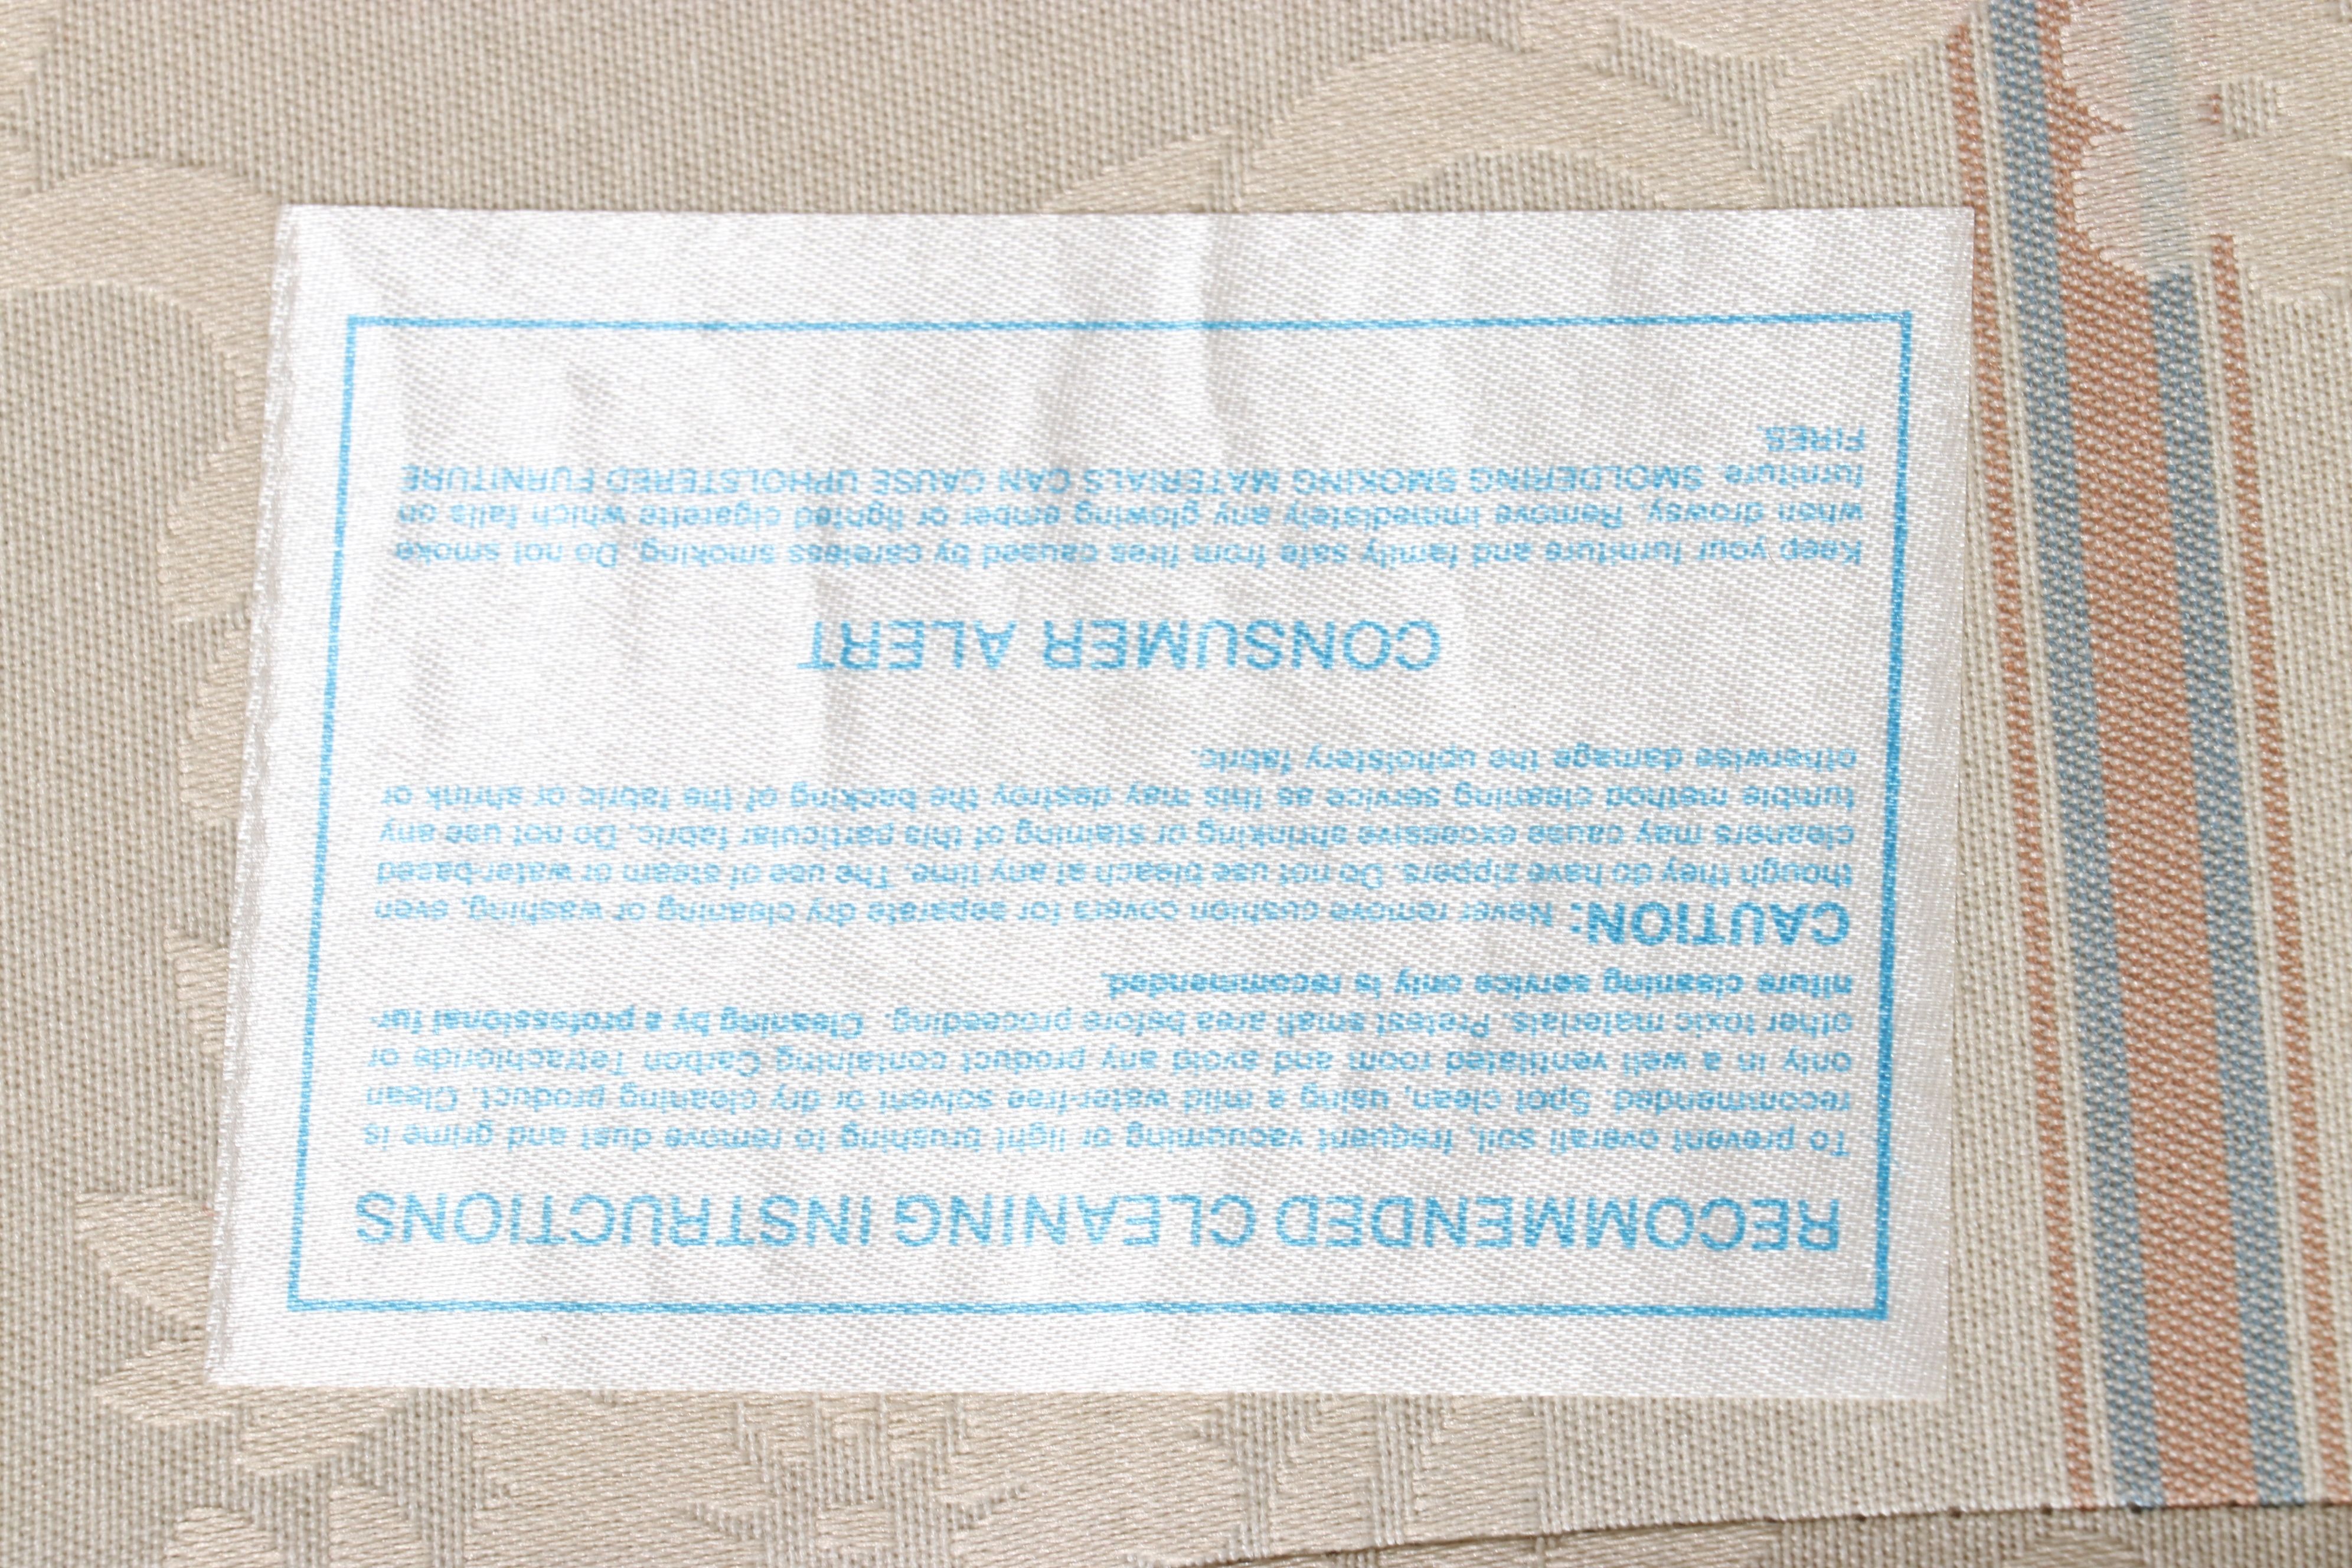 RECOMMENDED CLEANING INSTRUCTIONS
To prevent overall soil, frequent vacuuming or light brushing to remove dust and grime is
recommended. Spot clean, using a mild water-free solvent or dry cleaning product. Clean
only in a well ventilated room and avoid any product containing Carbon Tetrachloride or
other toxic materials. Pretest small area before proceeding. Cleaning by a professional fur-
niture cleaning service only is recommended.
CAUTION: Never remove cushion covers for separate dry cleaning or washing, even
though they do have zippers. Do not use bleach at any time. The use of steam or water-based
cleaners may cause excessive shrinking or staining of this particular fabric. Do not use any
tumble method cleaning service as this may destroy the backing of the fabric or shrink or
otherwise damage the upholstery fabric.
CONSUMER ALERT
Keep your furniture and family safe from fires caused by careless smoking. Do not smoke
when drowsy. Remove immediately any glowing ember or lighted cigarette which falls on
furniture. SMOLDERING SMOKING MATERIALS CAN CAUSE UPHOLSTERED FURNITURE
FIRES.